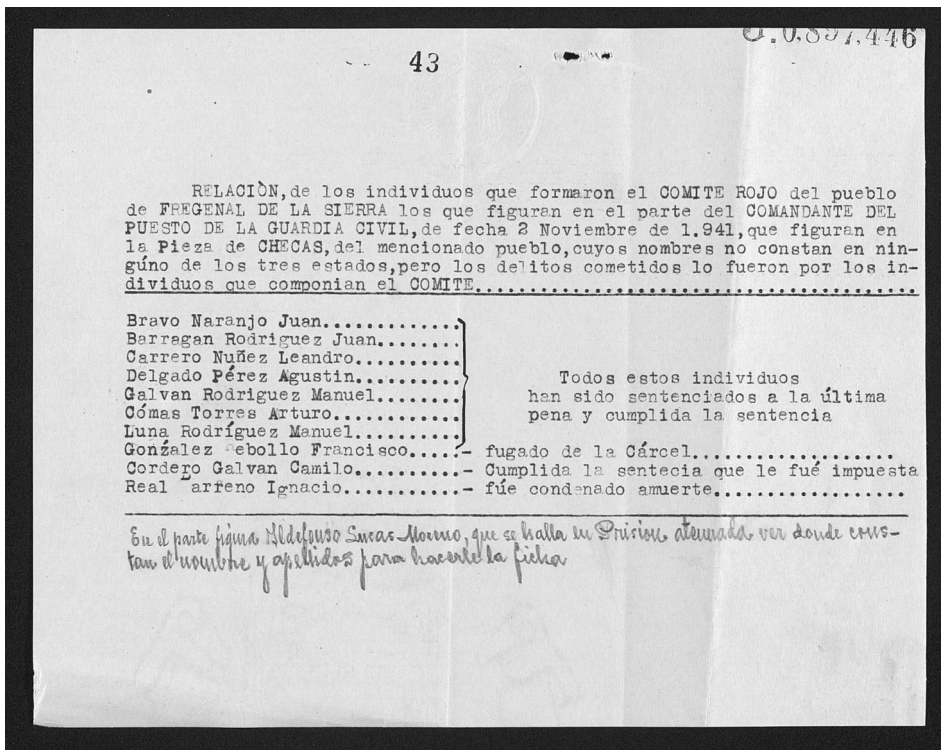 43
RELACIÒN,de los individuos que formaron el COMITE ROJO del pueblo
de FREGENAL DE LA SIERRA los que figuran en el parte del COMANDANTE DEL
PUESTO DE LA GUARDIA CIVIL,de fecha 2 Noviembre de 1.941,que figuran en
la Pieza de CHECAS,del mencionado pueblo,cuyos nombres no constan en nin-
gúno de los tres estados,pero los delitos cometidos lo fueron por los in-
dividuos que componian el COMITE..........................................
Bravo Naranjo Juan.............
Barragan Rodriguez Juan........
Carrero Nuñez Leandro..........
Delgado Pérez Agustin.......... Todos estos individuos
Galvan Rodriguez Manuel........ han sido sentenciados a la última
Cómas Torres Arturo............ pena y cumplida la sentencia
Luna Rodríguez Manuel..........
Gonźalez ebollo Francisco....:- fugado de la Cárcel..................
Cordero Galvan Camilo..........- Cumplida la sentecia que le fué impuesta
Real arreno Ignacio..........- fúe condenado amuerte................
En el parte figura Ildefonso Lucas Moreno, que se halla en Prision atenuada ver donde cons-
tan el nombre y apellidos para hacerle la ficha